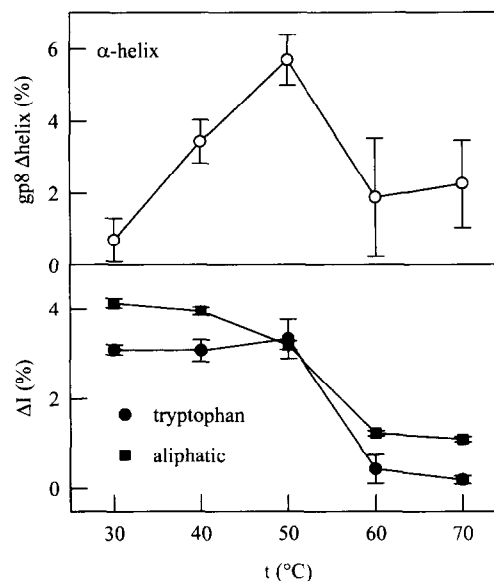 α-helix
gp8 Δhelix (%)
6
4
2
0
ΔI (%)
4
2
0
tryptophan
aliphatic
30 40 50 60 70
t (°C)